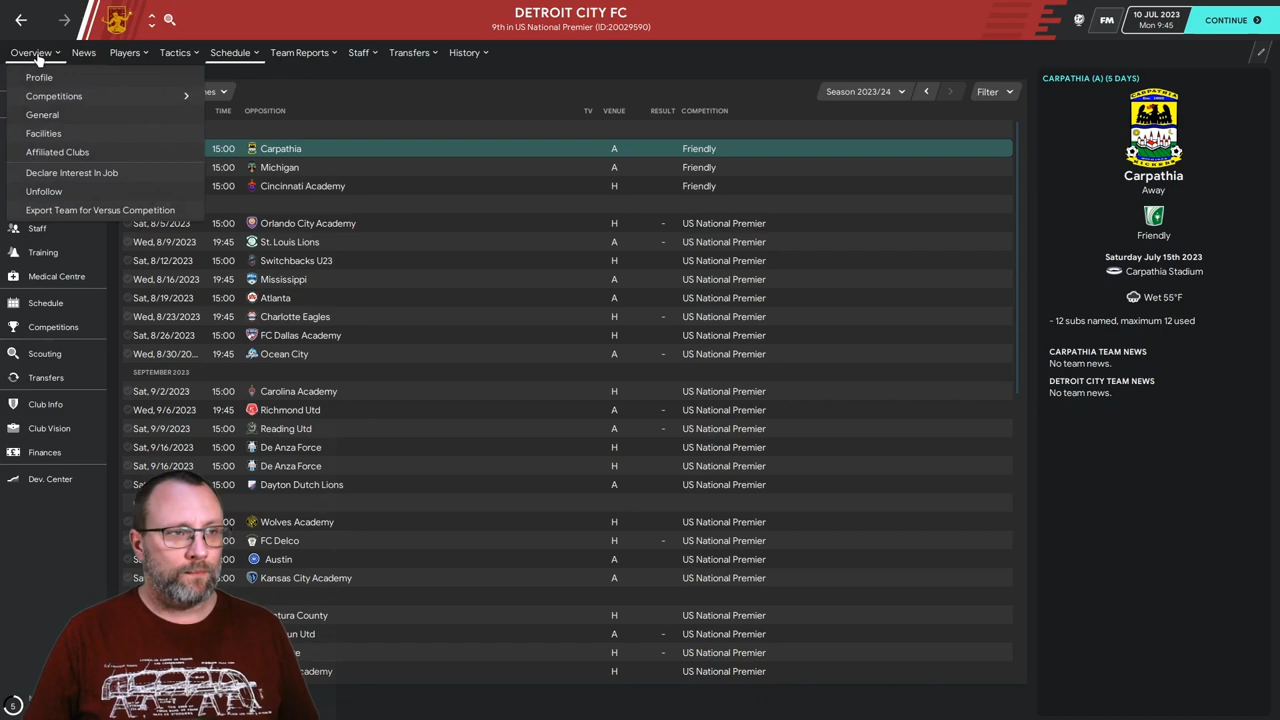 DETROIT CITY FC
9th in US National Premier (ID:20029590)
FM
10 JUL 2023
Mon 9:45
CONTINUE
Overview
News
Players
Tactics
Schedule
Team Reports
Staff
Transfers
History
Profile
Competitions
General
Facilities
Affiliated Clubs
Declare Interest In Job
Unfollow
Export Team for Versus Competition
Staff
Training
Medical Centre
Schedule
Competitions
Scouting
Transfers
Club Info
Club Vision
Finances
Dev. Center
5
Season 2023/24
Filter
TIME OPPOSITION TV VENUE RESULT COMPETITION
15:00 Carpathia A Friendly
15:00 Michigan A Friendly
15:00 Cincinnati Academy H Friendly
Sat, 8/5/2023 15:00 Orlando City Academy H - US National Premier
Wed, 8/9/2023 19:45 St. Louis Lions A - US National Premier
Sat, 8/12/2023 15:00 Switchbacks U23 H US National Premier
Wed, 8/16/2023 19:45 Mississippi A US National Premier
Sat, 8/19/2023 15:00 Atlanta A US National Premier
Wed, 8/23/2023 19:45 Charlotte Eagles H - US National Premier
Sat, 8/26/2023 15:00 FC Dallas Academy H US National Premier
Wed, 8/30/20... 19:45 Ocean City A - US National Premier
SEPTEMBER 2023
Sat, 9/2/2023 15:00 Carolina Academy H US National Premier
Wed, 9/6/2023 19:45 Richmond Utd A - US National Premier
Sat, 9/9/2023 15:00 Reading Utd A - US National Premier
Sat, 9/16/2023 15:00 De Anza Force H US National Premier
Sat, 9/16/2023 15:00 De Anza Force H US National Premier
15:00 Dayton Dutch Lions H US National Premier
Wolves Academy H US National Premier
FC Delco H - US National Premier
Austin A US National Premier
Kansas City Academy A US National Premier
County H US National Premier
Utd A - US National Premier
H - US National Premier
H US National Premier
CARPATHIA (A) (5 DAYS)
Carpathia
Away
Friendly
Saturday July 15th 2023
Carpathia Stadium
Wet 55°F
- 12 subs named, maximum 12 used
CARPATHIA TEAM NEWS
No team news.
DETROIT CITY TEAM NEWS
No team news.